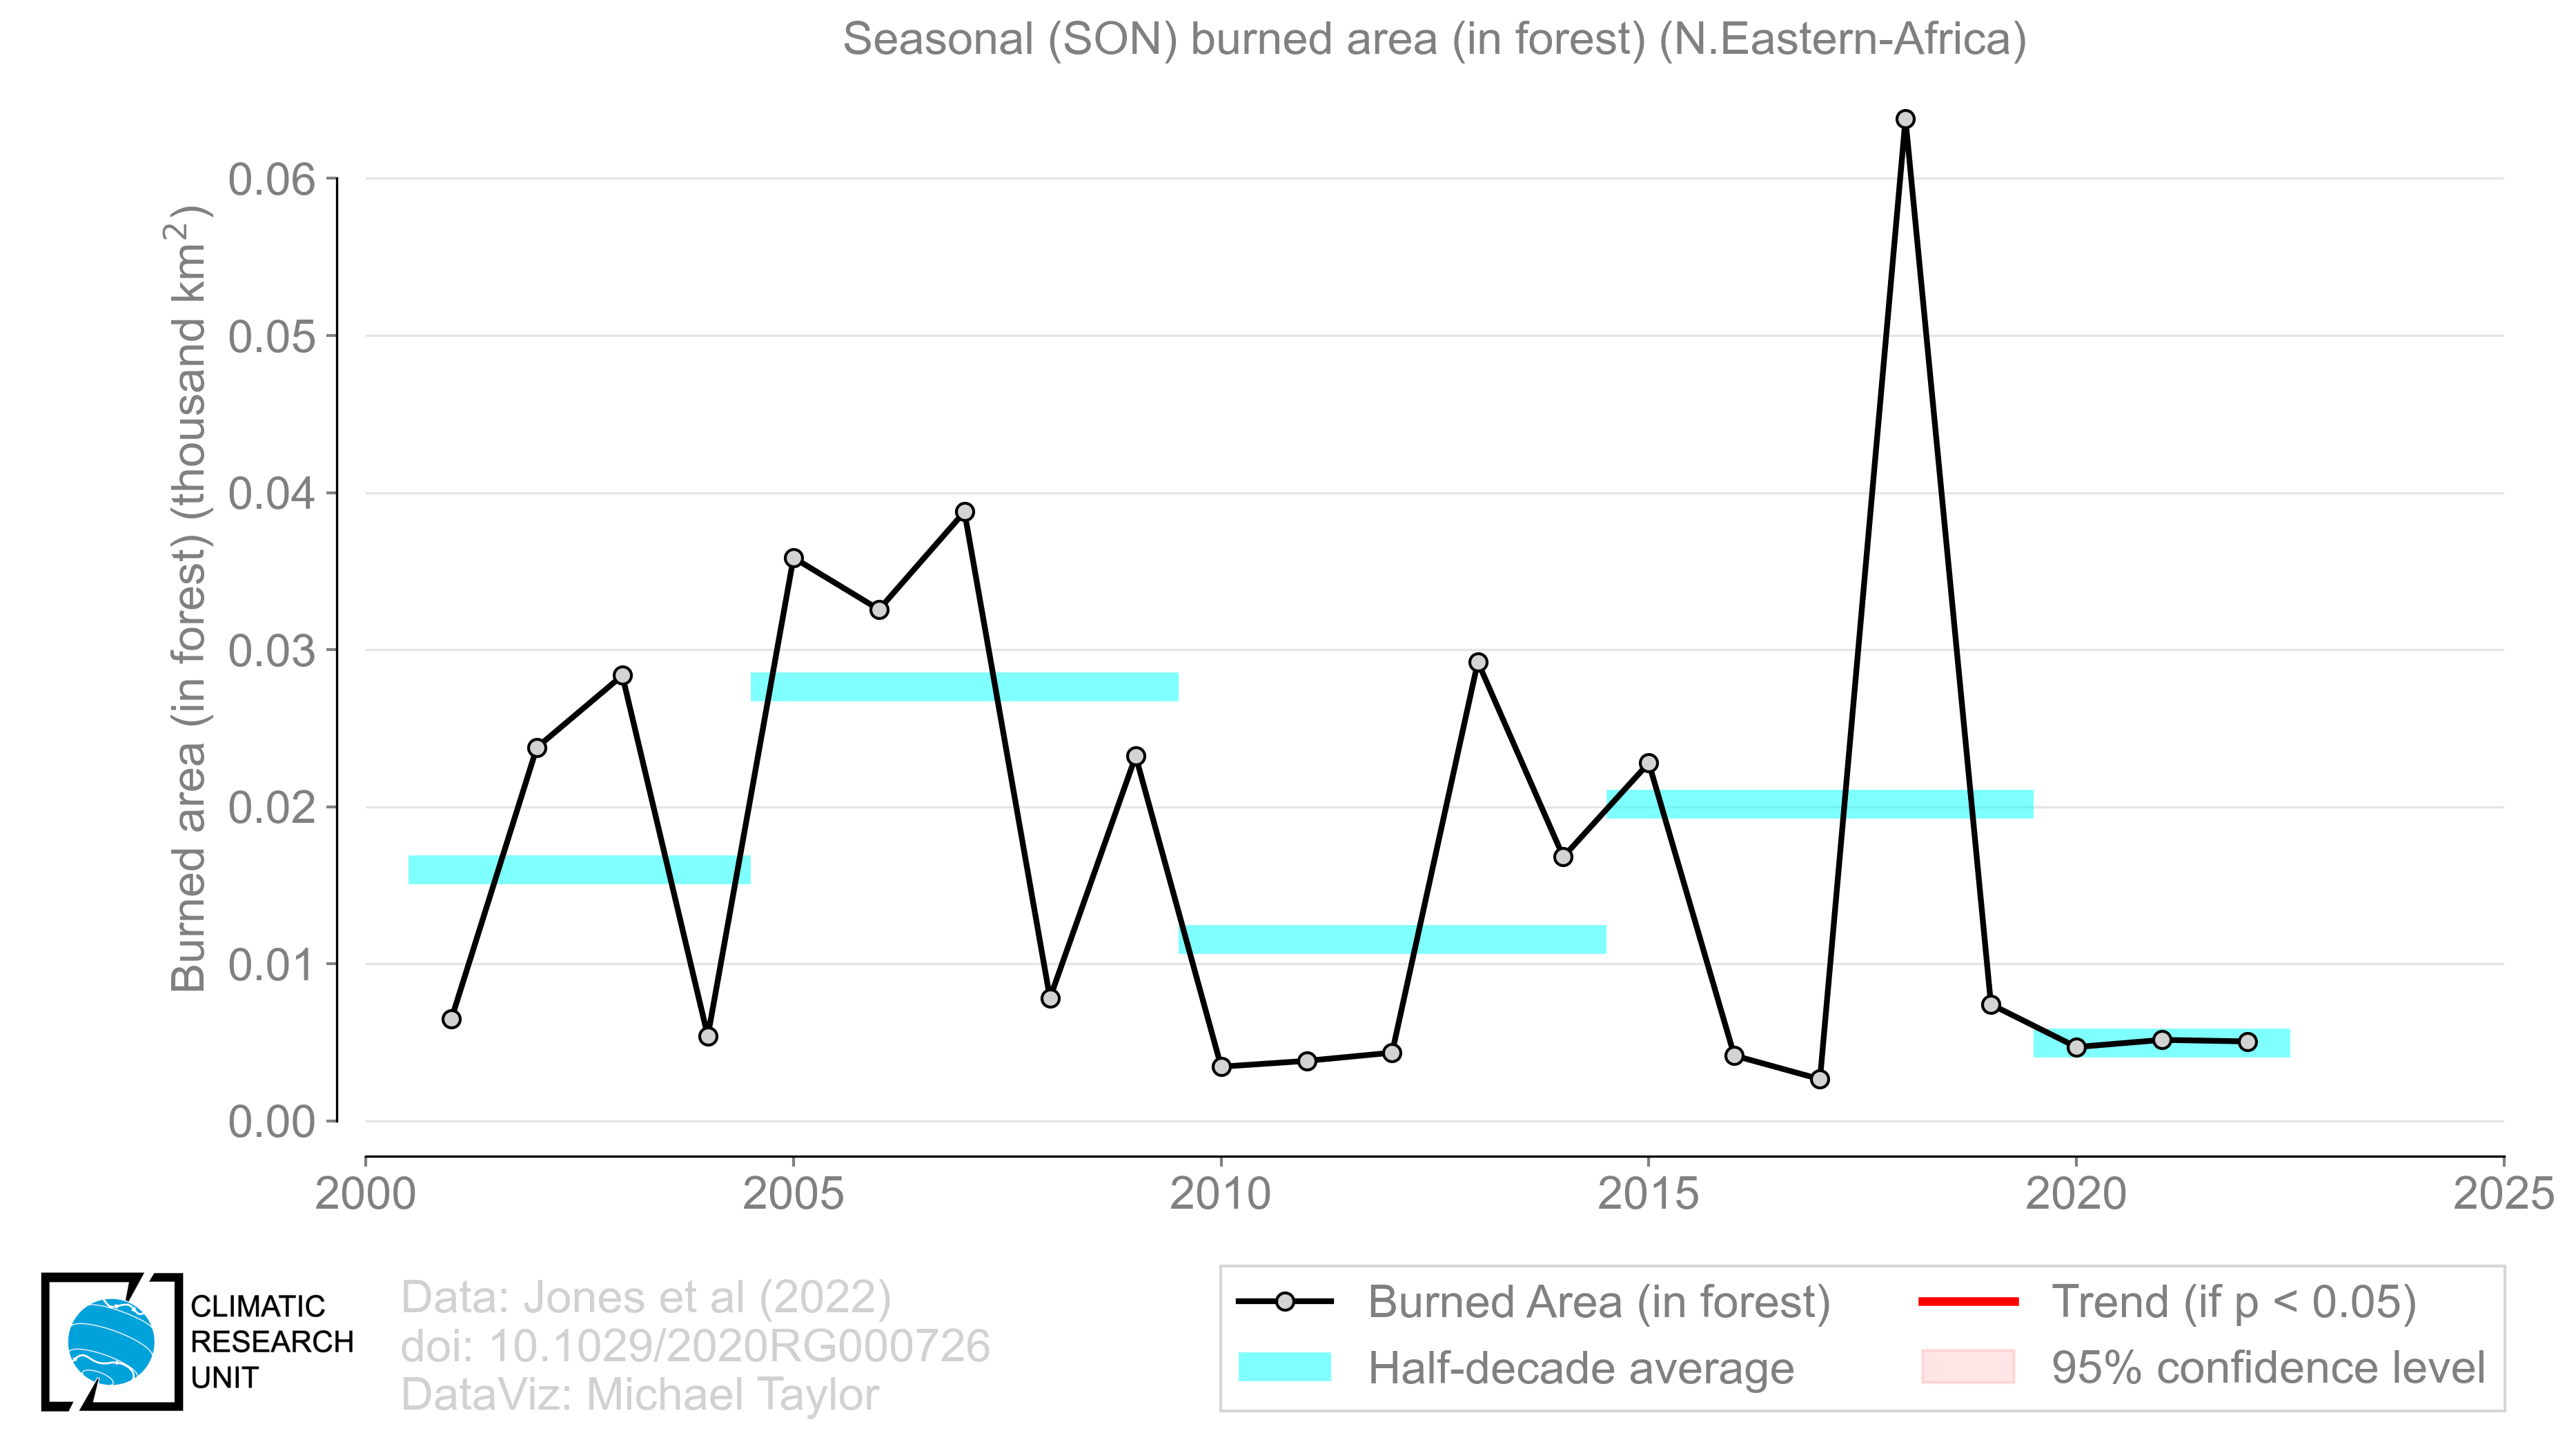 Seasonal (SON) burned area (in forest) (N.Eastern-Africa)
Burned area (in forest) (thousand km²)
0.06
0.05
0.04
0.03
0.02
0.01
0.00
2000
2005
2010
2015
2020
2025
CLIMATIC
RESEARCH
UNIT
Data: Jones et al (2022)
doi: 10.1029/2020RG000726
DataViz: Michael Taylor
Burned Area (in forest)
Half-decade average
Trend (if p < 0.05)
95% confidence level